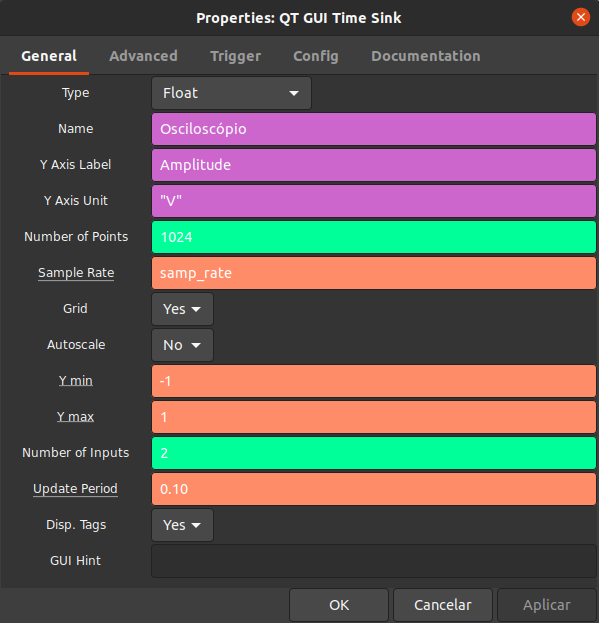 Properties: QT GUI Time Sink
General Advanced Trigger Config Documentation
Type Float
Name Osciloscópio
Y Axis Label Amplitude
Y Axis Unit "V"
Number of Points 1024
Sample Rate samp_rate
Grid Yes
Autoscale No
Y min -1
Y max 1
Number of Inputs 2
Update Period 0.10
Disp. Tags Yes
GUI Hint
OK Cancelar Aplicar